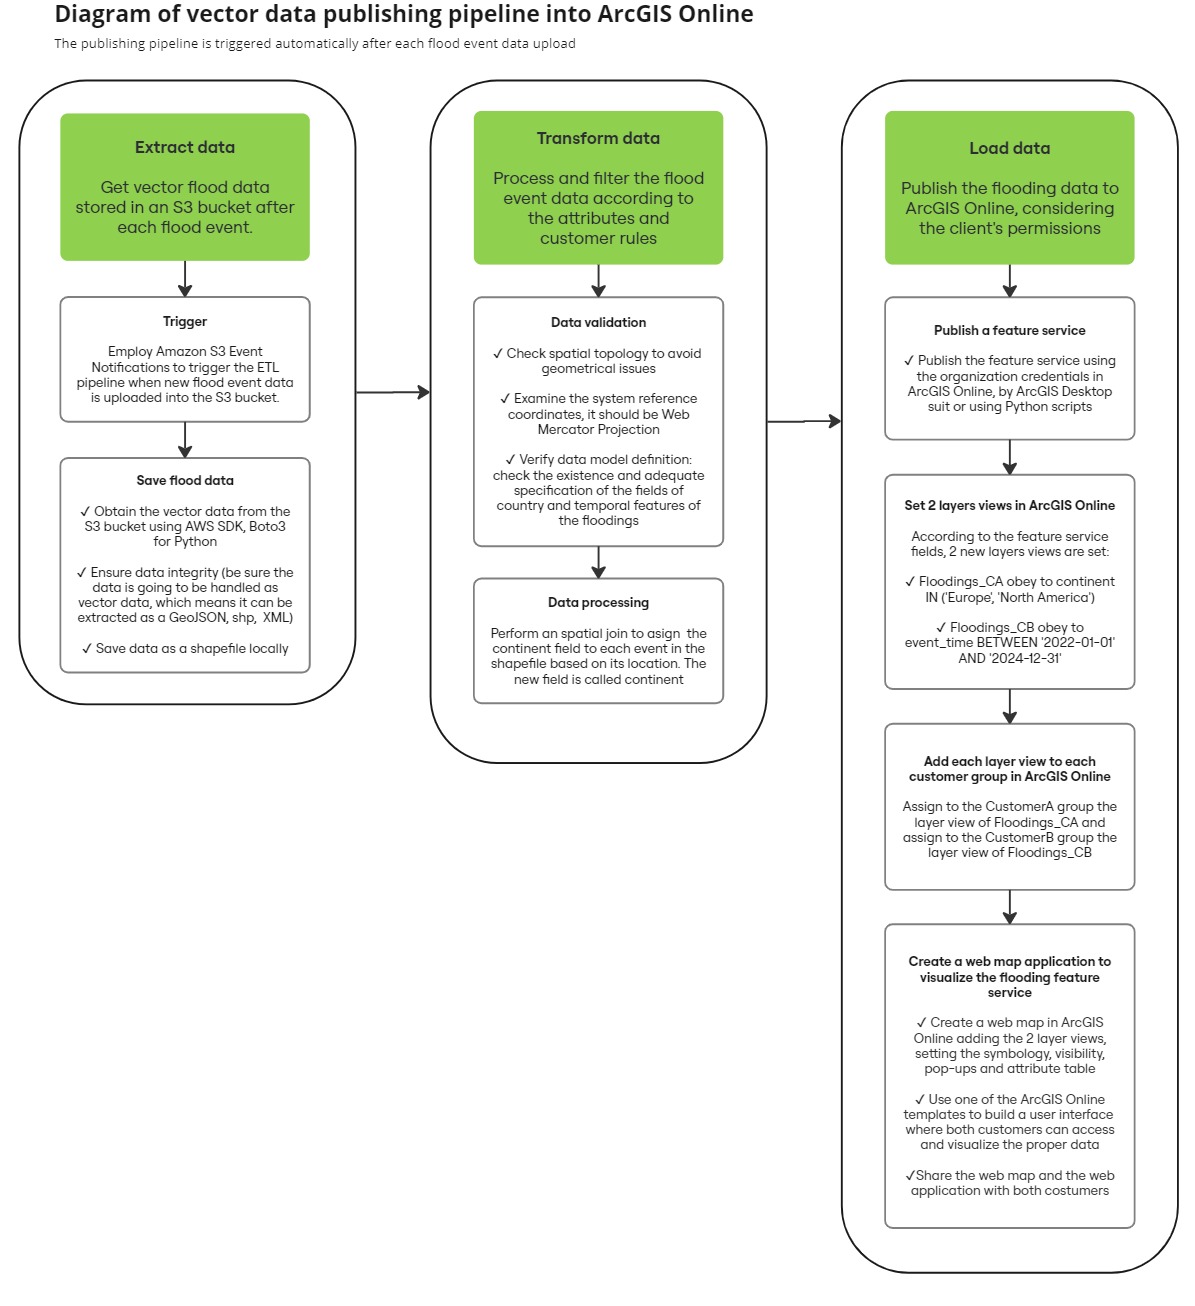 Diagram of vector data publishing pipeline into ArcGIS Online
The publishing pipeline is triggered automatically after each flood event data upload
Extract data
Get vector flood data
stored in an S3 bucket after
each flood event.
Trigger
Employ Amazon S3 Event
Notifications to trigger the ETL
pipeline when new flood event data
is uploaded into the S3 bucket.
Save flood data
✓ Obtain the vector data from the
S3 bucket using AWS SDK, Boto3
for Python
✓ Ensure data integrity (be sure the
data is going to be handled as
vector data, which means it can be
extracted as a GeoJSON, shp,  XML)
✓ Save data as a shapefile locally
Transform data
Process and filter the flood
event data according to
the attributes and
customer rules
Data validation
✓ Check spatial topology to avoid
geometrical issues
✓ Examine the system reference
coordinates, it should be Web
Mercator Projection
✓ Verify data model definition:
check the existence and adequate
specification of the fields of
country and temporal features of
the floodings
Data processing
Perform an spatial join to asign  the
continent field to each event in the
shapefile based on its location. The
new field is called continent
Load data
Publish the flooding data to
ArcGIS Online, considering
the client's permissions
Publish a feature service
✓ Publish the feature service using
the organization credentials in
ArcGIS Online, by ArcGIS Desktop
suit or using Python scripts
Set 2 layers views in ArcGIS Online
According to the feature service
fields, 2 new layers views are set:
✓ Floodings_CA obey to continent
IN ('Europe', 'North America')
✓ Floodings_CB obey to
event_time BETWEEN '2022-01-01'
AND '2024-12-31'
Add each layer view to each
customer group in ArcGIS Online
Assign to the CustomerA group the
layer view of Floodings_CA and
assign to the CustomerB group the
layer view of Floodings_CB
Create a web map application to
visualize the flooding feature
service
✓ Create a web map in ArcGIS
Online adding the 2 layer views,
setting the symbology, visibility,
pop-ups and attribute table
✓ Use one of the ArcGIS Online
templates to build a user interface
where both customers can access
and visualize the proper data
✓Share the web map and the web
application with both costumers